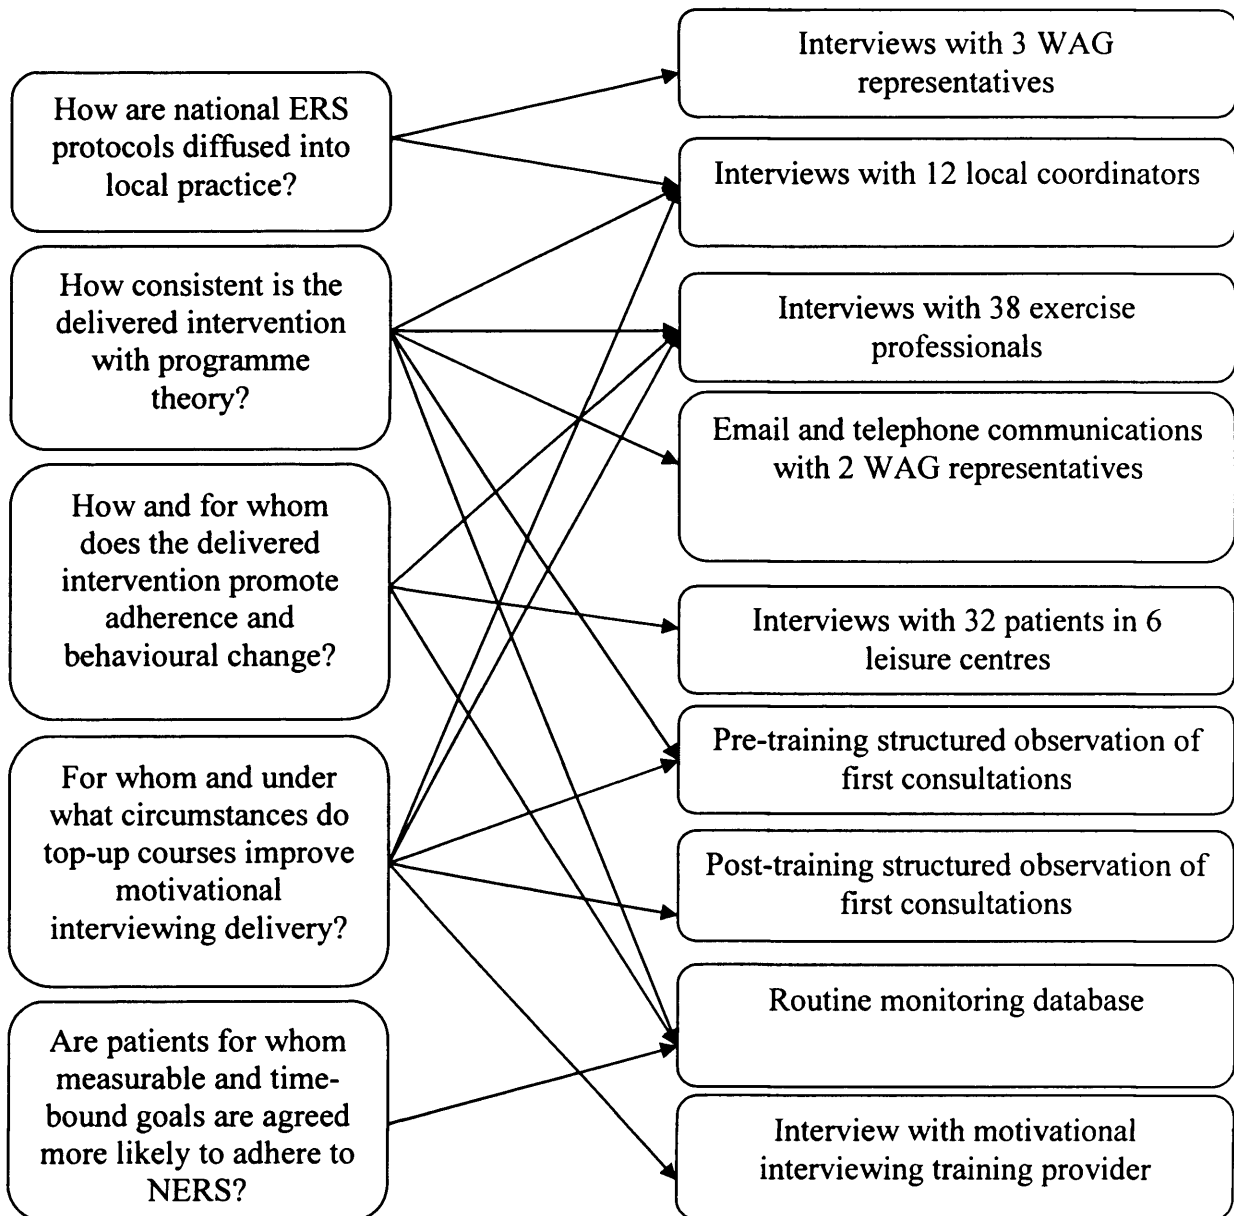 How are national ERS
protocols diffused into
local practice?
How consistent is the
delivered intervention
with programme
theory?
How and for whom
does the delivered
intervention promote
adherence and
behavioural change?
For whom and under
what circumstances do
top-up courses improve
motivational
interviewing delivery?
Are patients for whom
measurable and time-
bound goals are agreed
more likely to adhere to
NERS?
Interviews with 3 WAG
representatives
Interviews with 12 local coordinators
Interviews with 38 exercise
professionals
Email and telephone communications
with 2 WAG representatives
Interviews with 32 patients in 6
leisure centres
Pre-training structured observation of
first consultations
Post-training structured observation of
first consultations
Routine monitoring database
Interview with motivational
interviewing training provider